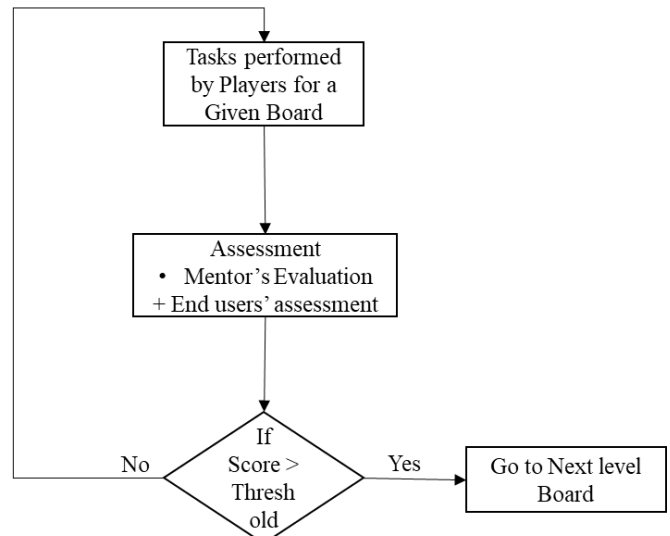 Tasks performed
by Players for a
Given Board
Assessment
• Mentor's Evaluation
+ End users' assessment
If
Score >
Thresh
old
No
Yes
Go to Next level
Board